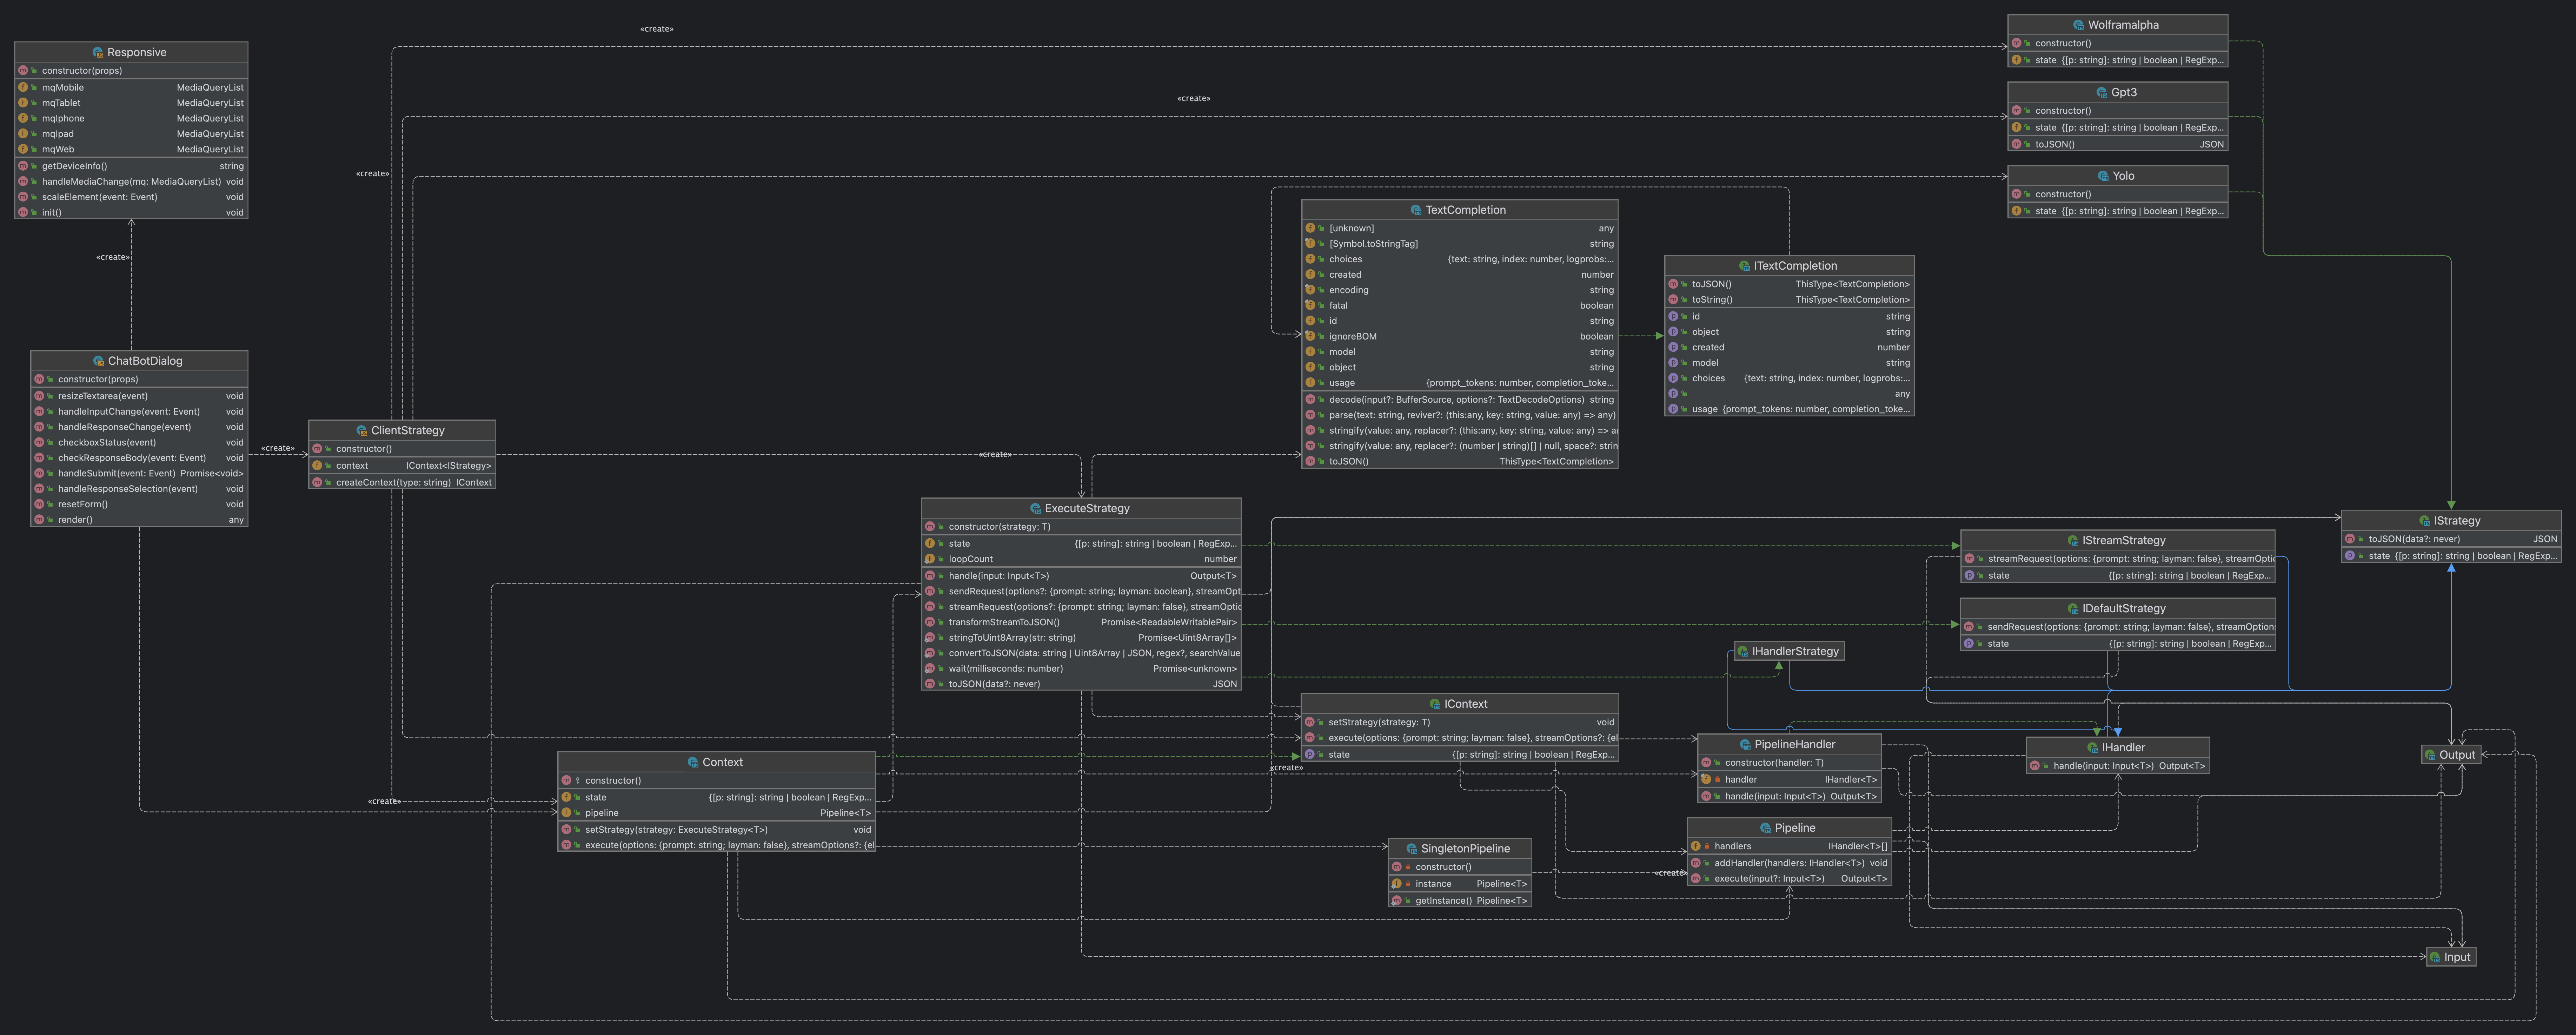 «create»
Wolframalpha
constructor()
state {[p: string]: string | boolean | RegExp...
Responsive
constructor(props)
mqMobile MediaQueryList
mqTablet MediaQueryList
mqIphone MediaQueryList
mqIpad MediaQueryList
mqWeb MediaQueryList
getDeviceInfo() string
handleMediaChange(mq: MediaQueryList) void
scaleElement(event: Event) void
init() void
«create»
Gpt3
constructor()
state {[p: string]: string | boolean | RegExp...
toJSON() JSON
«create»
Yolo
constructor()
state {[p: string]: string | boolean | RegExp...
TextCompletion
[unknown] any
[Symbol.toStringTag] string
choices {text: string, index: number, logprobs:...
created number
encoding string
fatal boolean
id string
ignoreBOM boolean
model string
object string
usage {prompt_tokens: number, completion_toke...
decode(input?: BufferSource, options?: TextDecodeOptions) string
parse(text: string, reviver?: (this:any, key: string, value: any) => any)
stringify(value: any, replacer?: (this:any, key: string, value: any) => a
stringify(value: any, replacer?: (number | string)[] | null, space?: strin
toJSON() ThisType<TextCompletion>
ITextCompletion
toJSON() ThisType<TextCompletion>
toString() ThisType<TextCompletion>
id string
object string
created number
model string
choices {text: string, index: number, logprobs:...
any
usage {prompt_tokens: number, completion_toke...
«create»
ChatBotDialog
constructor(props)
resizeTextarea(event) void
handleInputChange(event: Event) void
handleResponseChange(event) void
checkboxStatus(event) void
checkResponseBody(event: Event) void
handleSubmit(event: Event) Promise<void>
handleResponseSelection(event) void
resetForm() void
render() any
«create»
ClientStrategy
constructor()
context IContext<IStrategy>
createContext(type: string) IContext
«create»
ExecuteStrategy
constructor(strategy: T)
state {[p: string]: string | boolean | RegExp...
loopCount number
handle(input: Input<T>) Output<T>
sendRequest(options?: {prompt: string; layman: boolean}, streamOpt
streamRequest(options?: {prompt: string; layman: false}, streamOptic
transformStreamToJSON() Promise<ReadableWritablePair>
stringToUint8Array(str: string) Promise<Uint8Array[]>
convertToJSON(data: string | Uint8Array | JSON, regex?, searchValue
wait(milliseconds: number) Promise<unknown>
toJSON(data?: never) JSON
IStrategy
toJSON(data?: never) JSON
state {[p: string]: string | boolean | RegExp...
IStreamStrategy
streamRequest(options: {prompt: string; layman: false}, streamOptic
state {[p: string]: string | boolean | RegExp...
IDefaultStrategy
sendRequest(options: {prompt: string; layman: false}, streamOptions
state {[p: string]: string | boolean | RegExp...
IHandlerStrategy
IContext
setStrategy(strategy: T) void
execute(options: {prompt: string; layman: false}, streamOptions?: {el
state {[p: string]: string | boolean | RegExp...
«create»
PipelineHandler
constructor(handler: T)
handler IHandler<T>
handle(input: Input<T>) Output<T>
IHandler
handle(input: Input<T>) Output<T>
Output
Context
constructor()
state {[p: string]: string | boolean | RegExp...
pipeline Pipeline<T>
setStrategy(strategy: ExecuteStrategy<T>) void
execute(options: {prompt: string; layman: false}, streamOptions?: {el
«create»
SingletonPipeline
constructor()
instance Pipeline<T>
getInstance() Pipeline<T>
«create»
Pipeline
handlers IHandler<T>[]
addHandler(handlers: IHandler<T>) void
execute(input?: Input<T>) Output<T>
Input